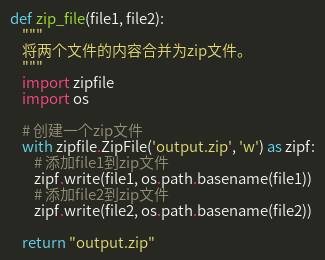 def zip_file(file1, file2):
"""
将两个文件的内容合并为zip文件。
"""
import zipfile
import os
# 创建一个zip文件
with zipfile.ZipFile('output.zip', 'w') as zipf:
# 添加file1到zip文件
zipf.write(file1, os.path.basename(file1))
# 添加file2到zip文件
zipf.write(file2, os.path.basename(file2))
return "output.zip"